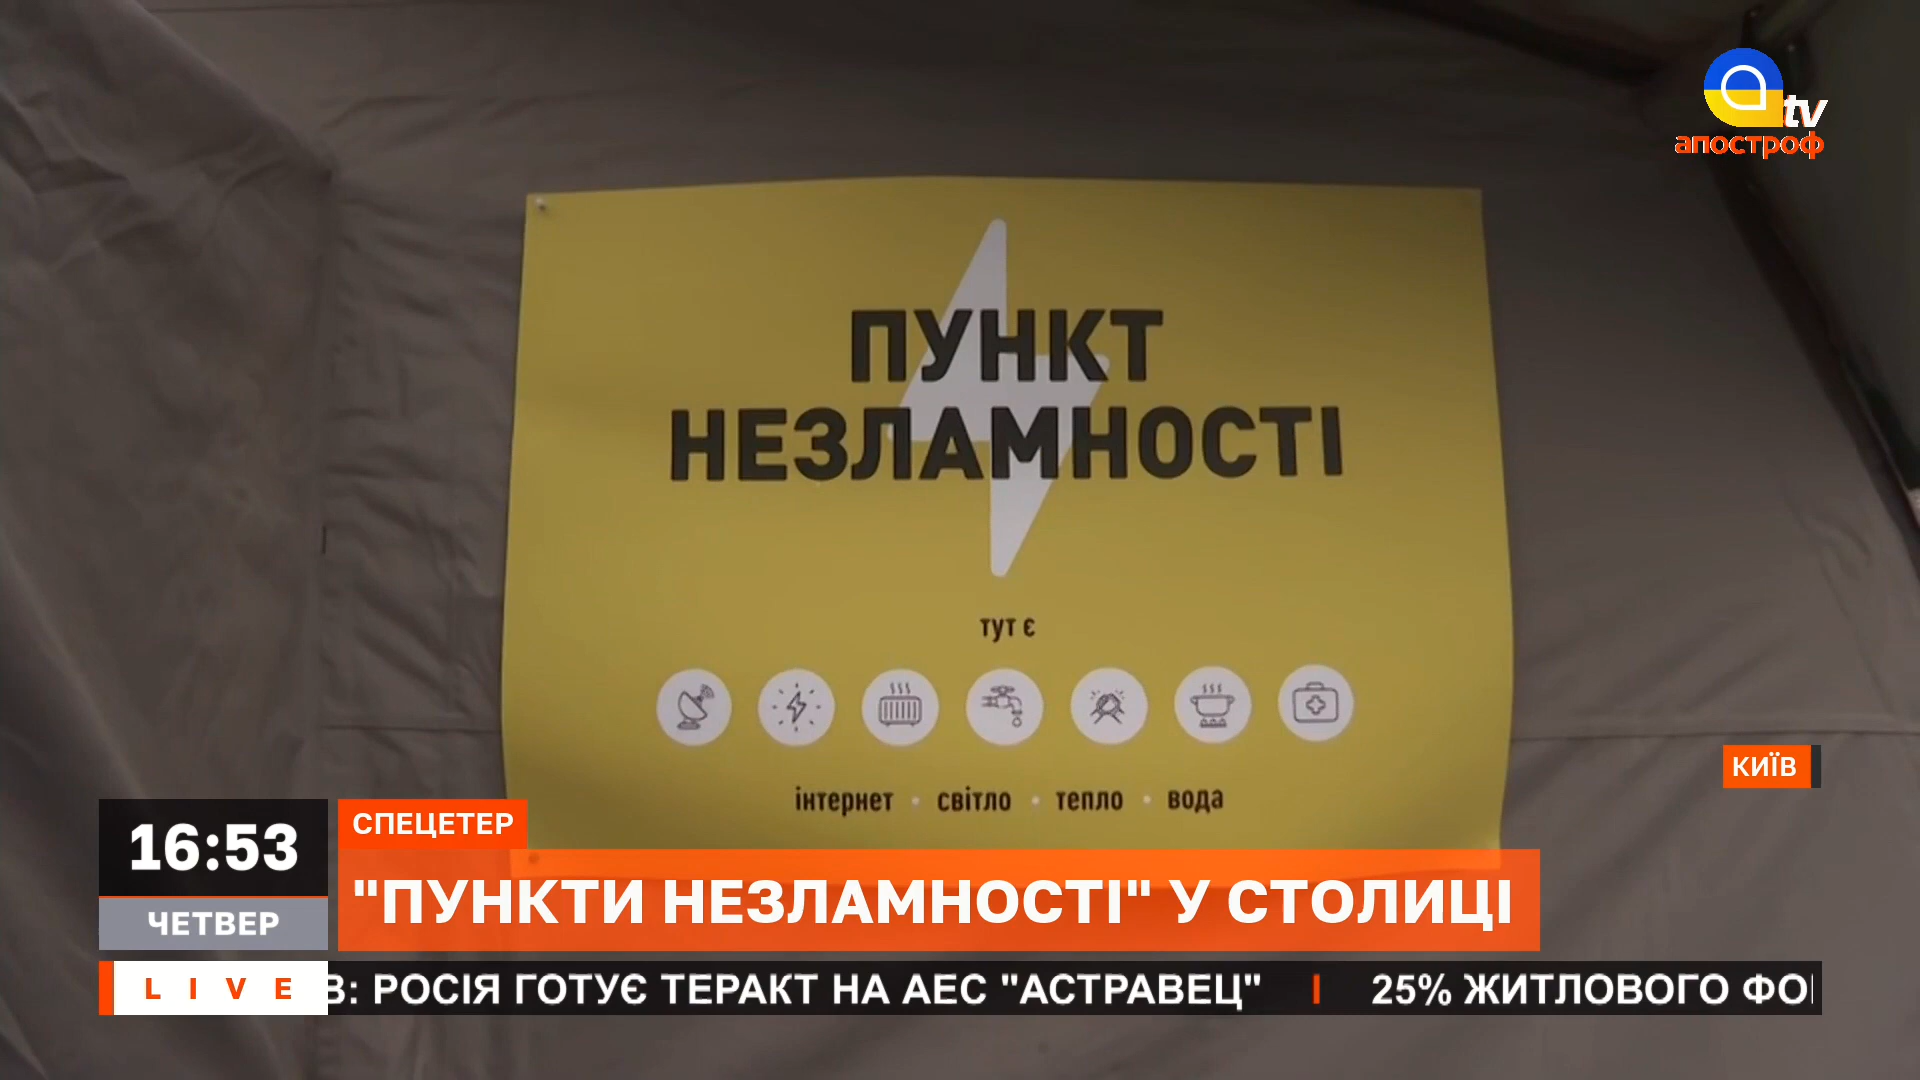 tv
апостроф
ПУНКТ
НЕЗЛАМНОСТІ
тут є
інтернет • світло • тепло • вода
КИЇВ
16:53
ЧЕТВЕР
СПЕЦЕТЕР
"ПУНКТИ НЕЗЛАМНОСТІ" У СТОЛИЦІ
LIVE
В: РОСІЯ ГОТУЄ ТЕРАКТ НА АЕС "АСТРАВЕЦ" І 25% ЖИТЛОВОГО